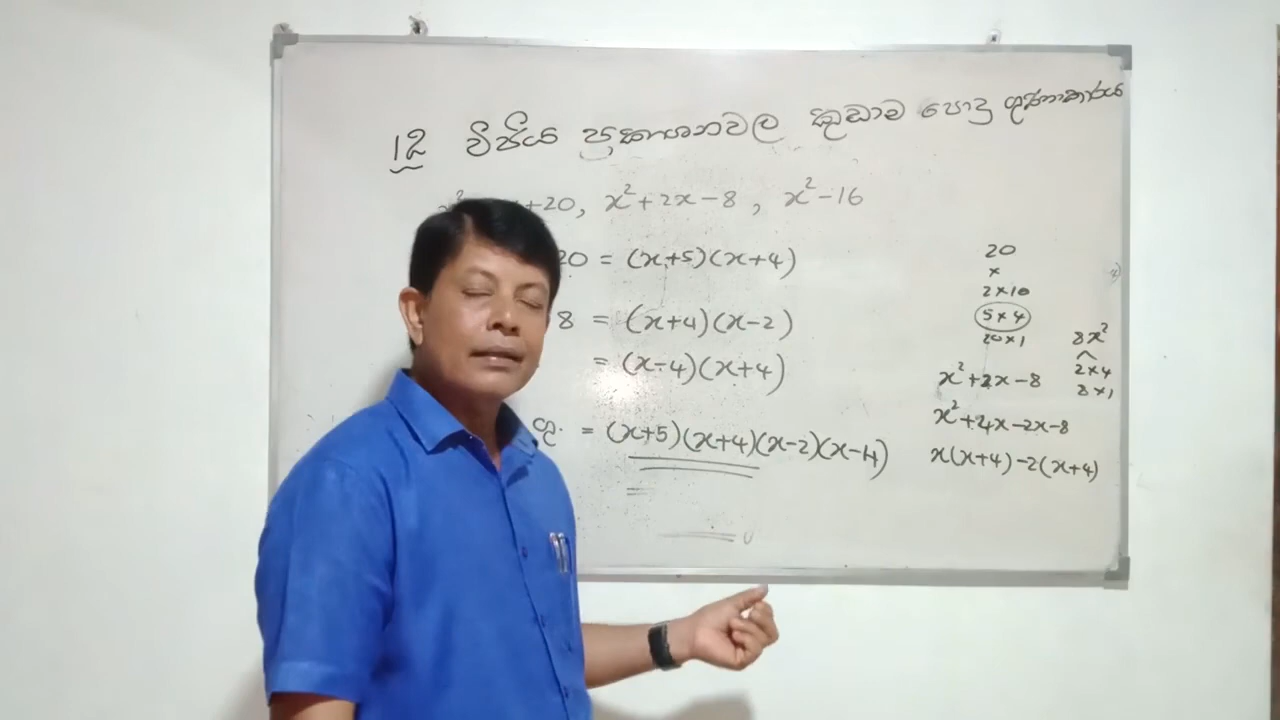 12 වීජීය ප්‍රකාශනවල කුඩාම පොදු ගුණාකාරය
+20, x²+2x-8, x²-16
20 = (x+5)(x+4)
8 = (x+4)(x-2)
= (x-4)(x+4)
= (x+5)(x+4)(x-2)(x-4)
20
x
2×10
5×4
20×1
8x²
2×4
8×1
x²+2x-8
x²+4x-2x-8
x(x+4)-2(x+4)